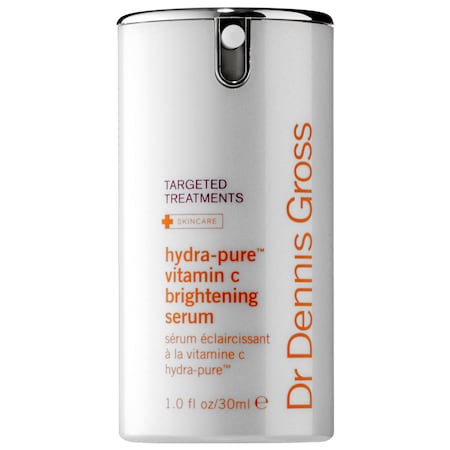 TARGETED
TREATMENTS
SKINCARE
hydra-pure™
vitamin c
brightening
serum
sérum éclaircissant
à la vitamine c
hydra-pure™
1.0 fl oz/30ml ℮
Dr Dennis Gross